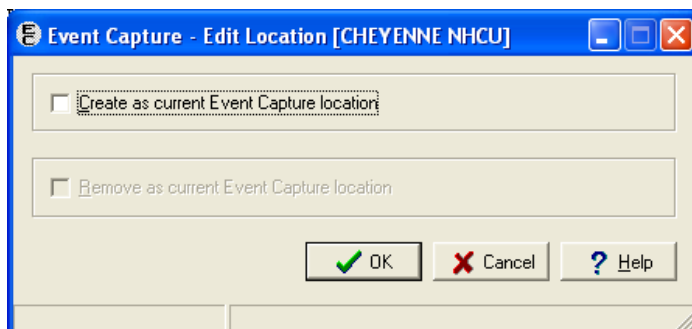 Event Capture - Edit Location [CHEYENNE NHCU]
Create as current Event Capture location
Remove as current Event Capture location
OK Cancel ? Help